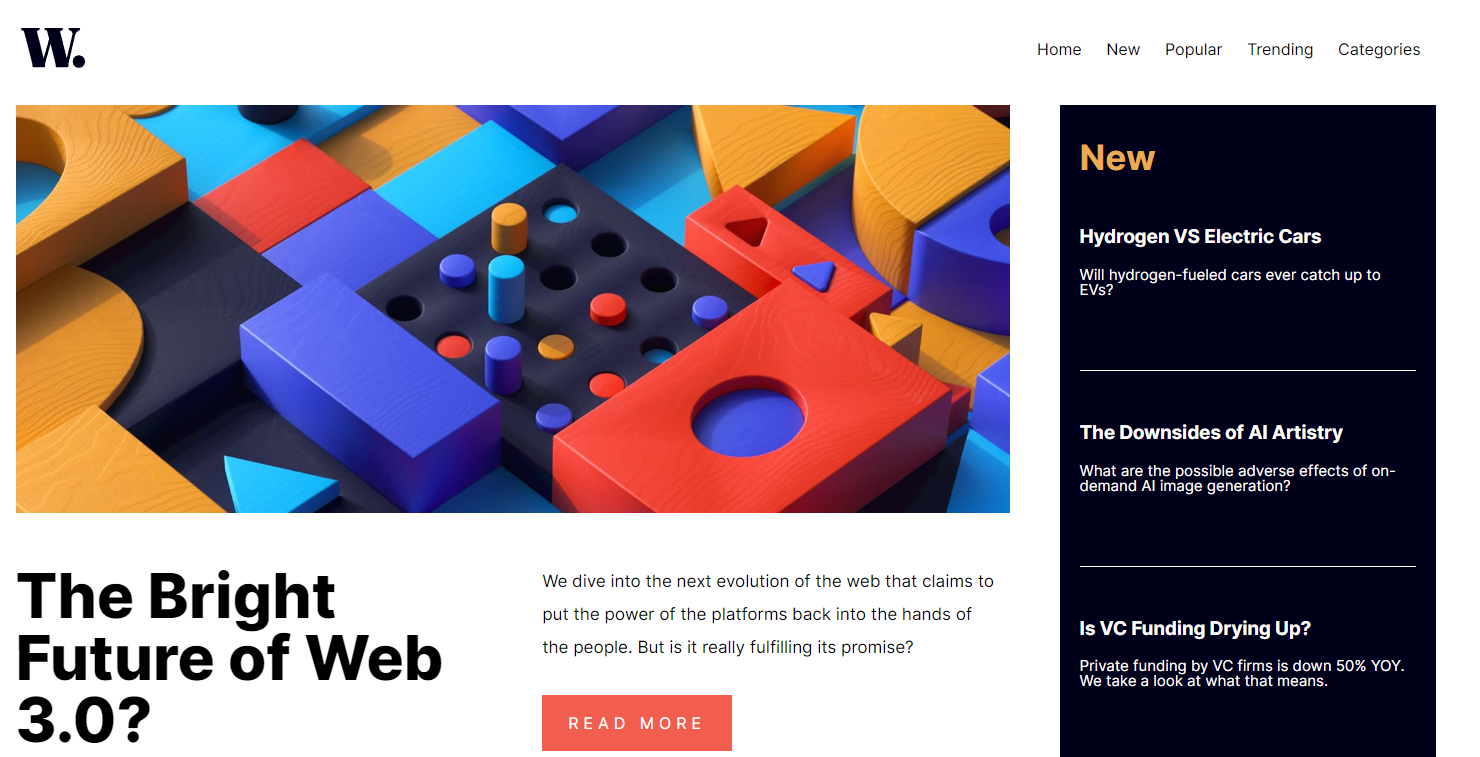 W.
Home New Popular Trending Categories
The Bright
Future of Web
3.0?
We dive into the next evolution of the web that claims to
put the power of the platforms back into the hands of
the people. But is it really fulfilling its promise?
READ MORE
New
Hydrogen VS Electric Cars
Will hydrogen-fueled cars ever catch up to
EVs?
The Downsides of AI Artistry
What are the possible adverse effects of on-
demand AI image generation?
Is VC Funding Drying Up?
Private funding by VC firms is down 50% YOY.
We take a look at what that means.